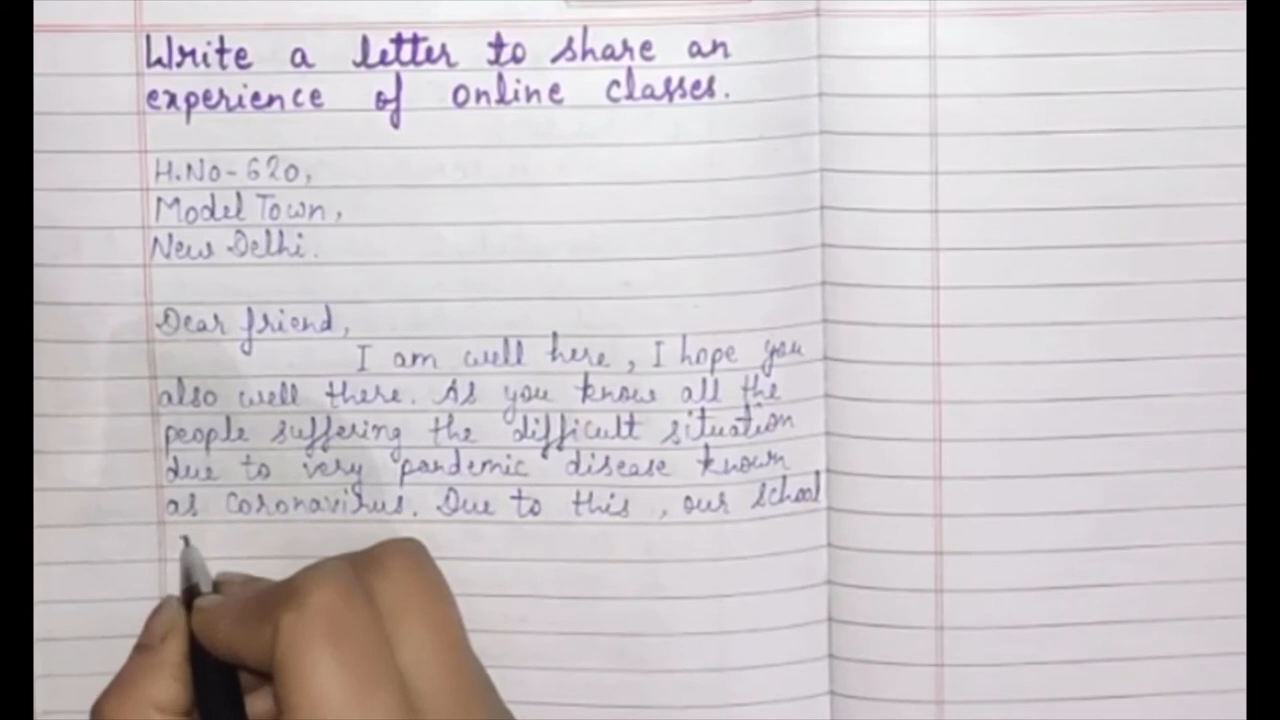 Write a letter to share an
experience of online classes.
H.No-620,
Model Town,
New Delhi.
Dear friend,
I am well here, I hope you
also well there. As you know all the
people suffering the difficult situation
due to very pandemic disease known
as coronavirus. Due to this, our school